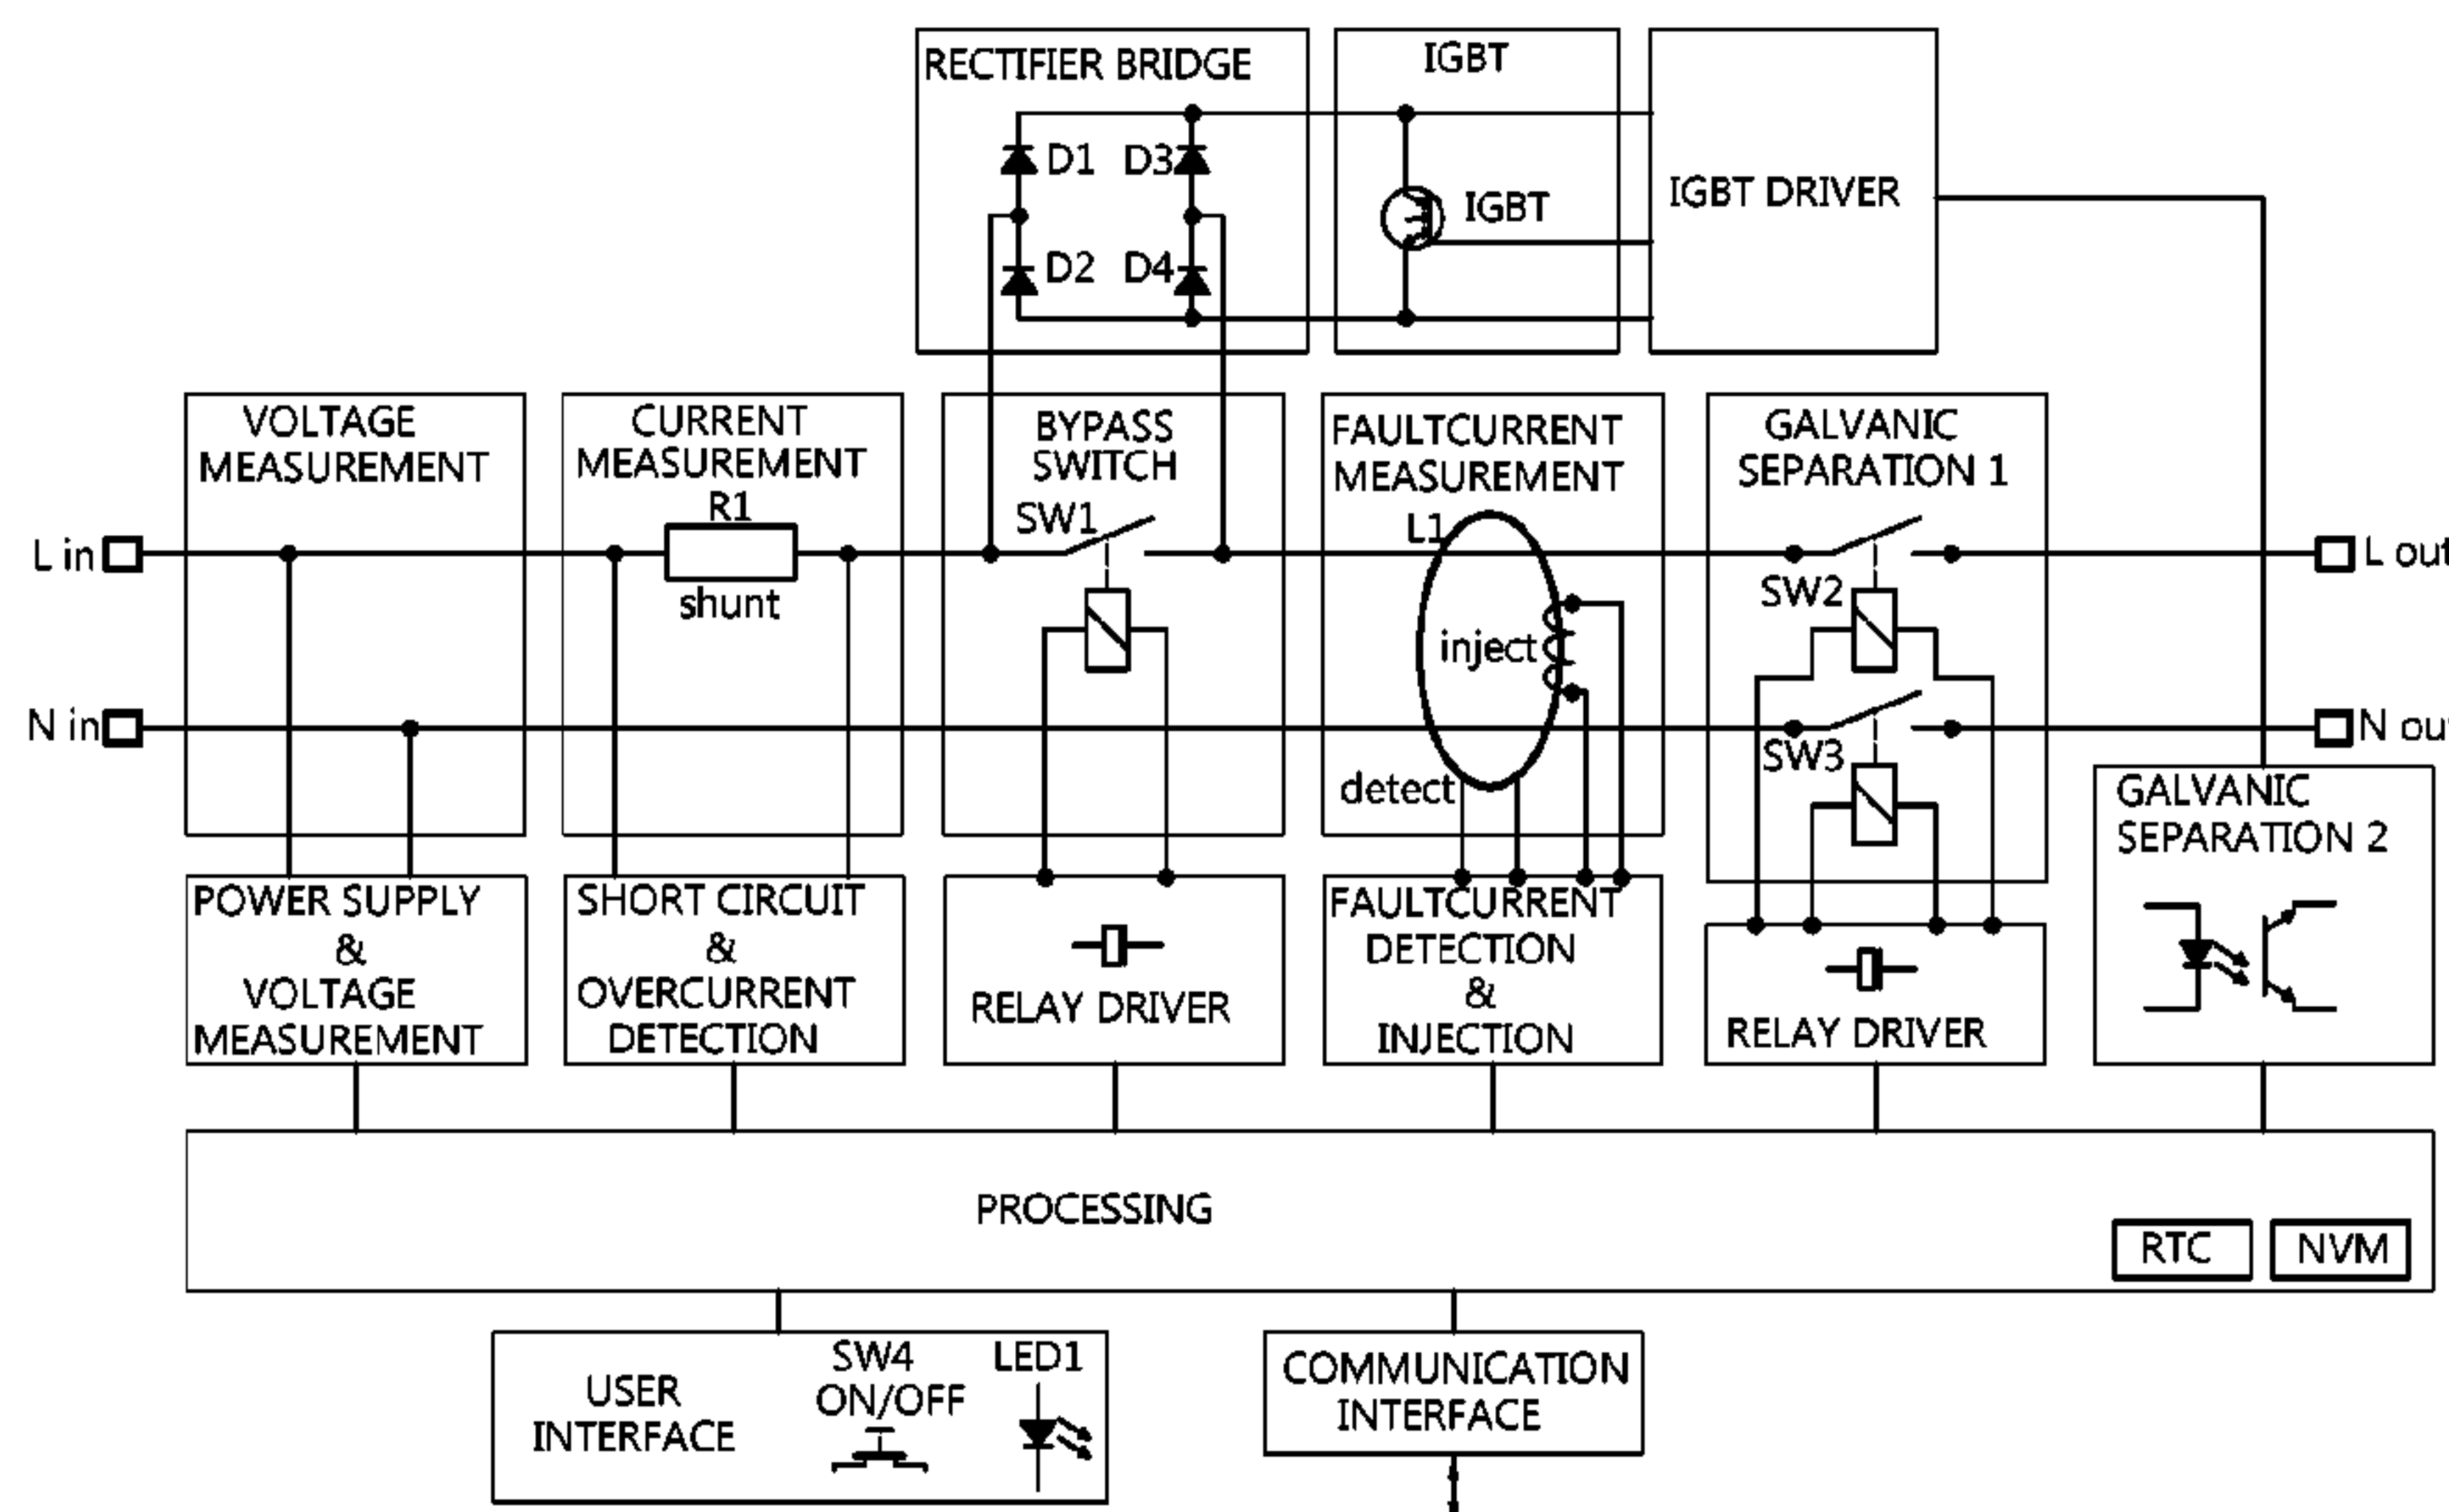 RECTIFIER BRIDGE
IGBT
D1
D3
IGBT
IGBT DRIVER
D2
D4
VOLTAGE
MEASUREMENT
CURRENT
MEASUREMENT
R1
shunt
BYPASS
SWITCH
SW1
FAULTCURRENT
MEASUREMENT
L1
inject
detect
GALVANIC
SEPARATION 1
SW2
SW3
L in
N in
L out
N out
GALVANIC
SEPARATION 2
POWER SUPPLY
&
VOLTAGE
MEASUREMENT
SHORT CIRCUIT
&
OVERCURRENT
DETECTION
RELAY DRIVER
FAULTCURRENT
DETECTION
&
INJECTION
RELAY DRIVER
PROCESSING
RTC
NVM
USER
INTERFACE
SW4
ON/OFF
LED1
COMMUNICATION
INTERFACE